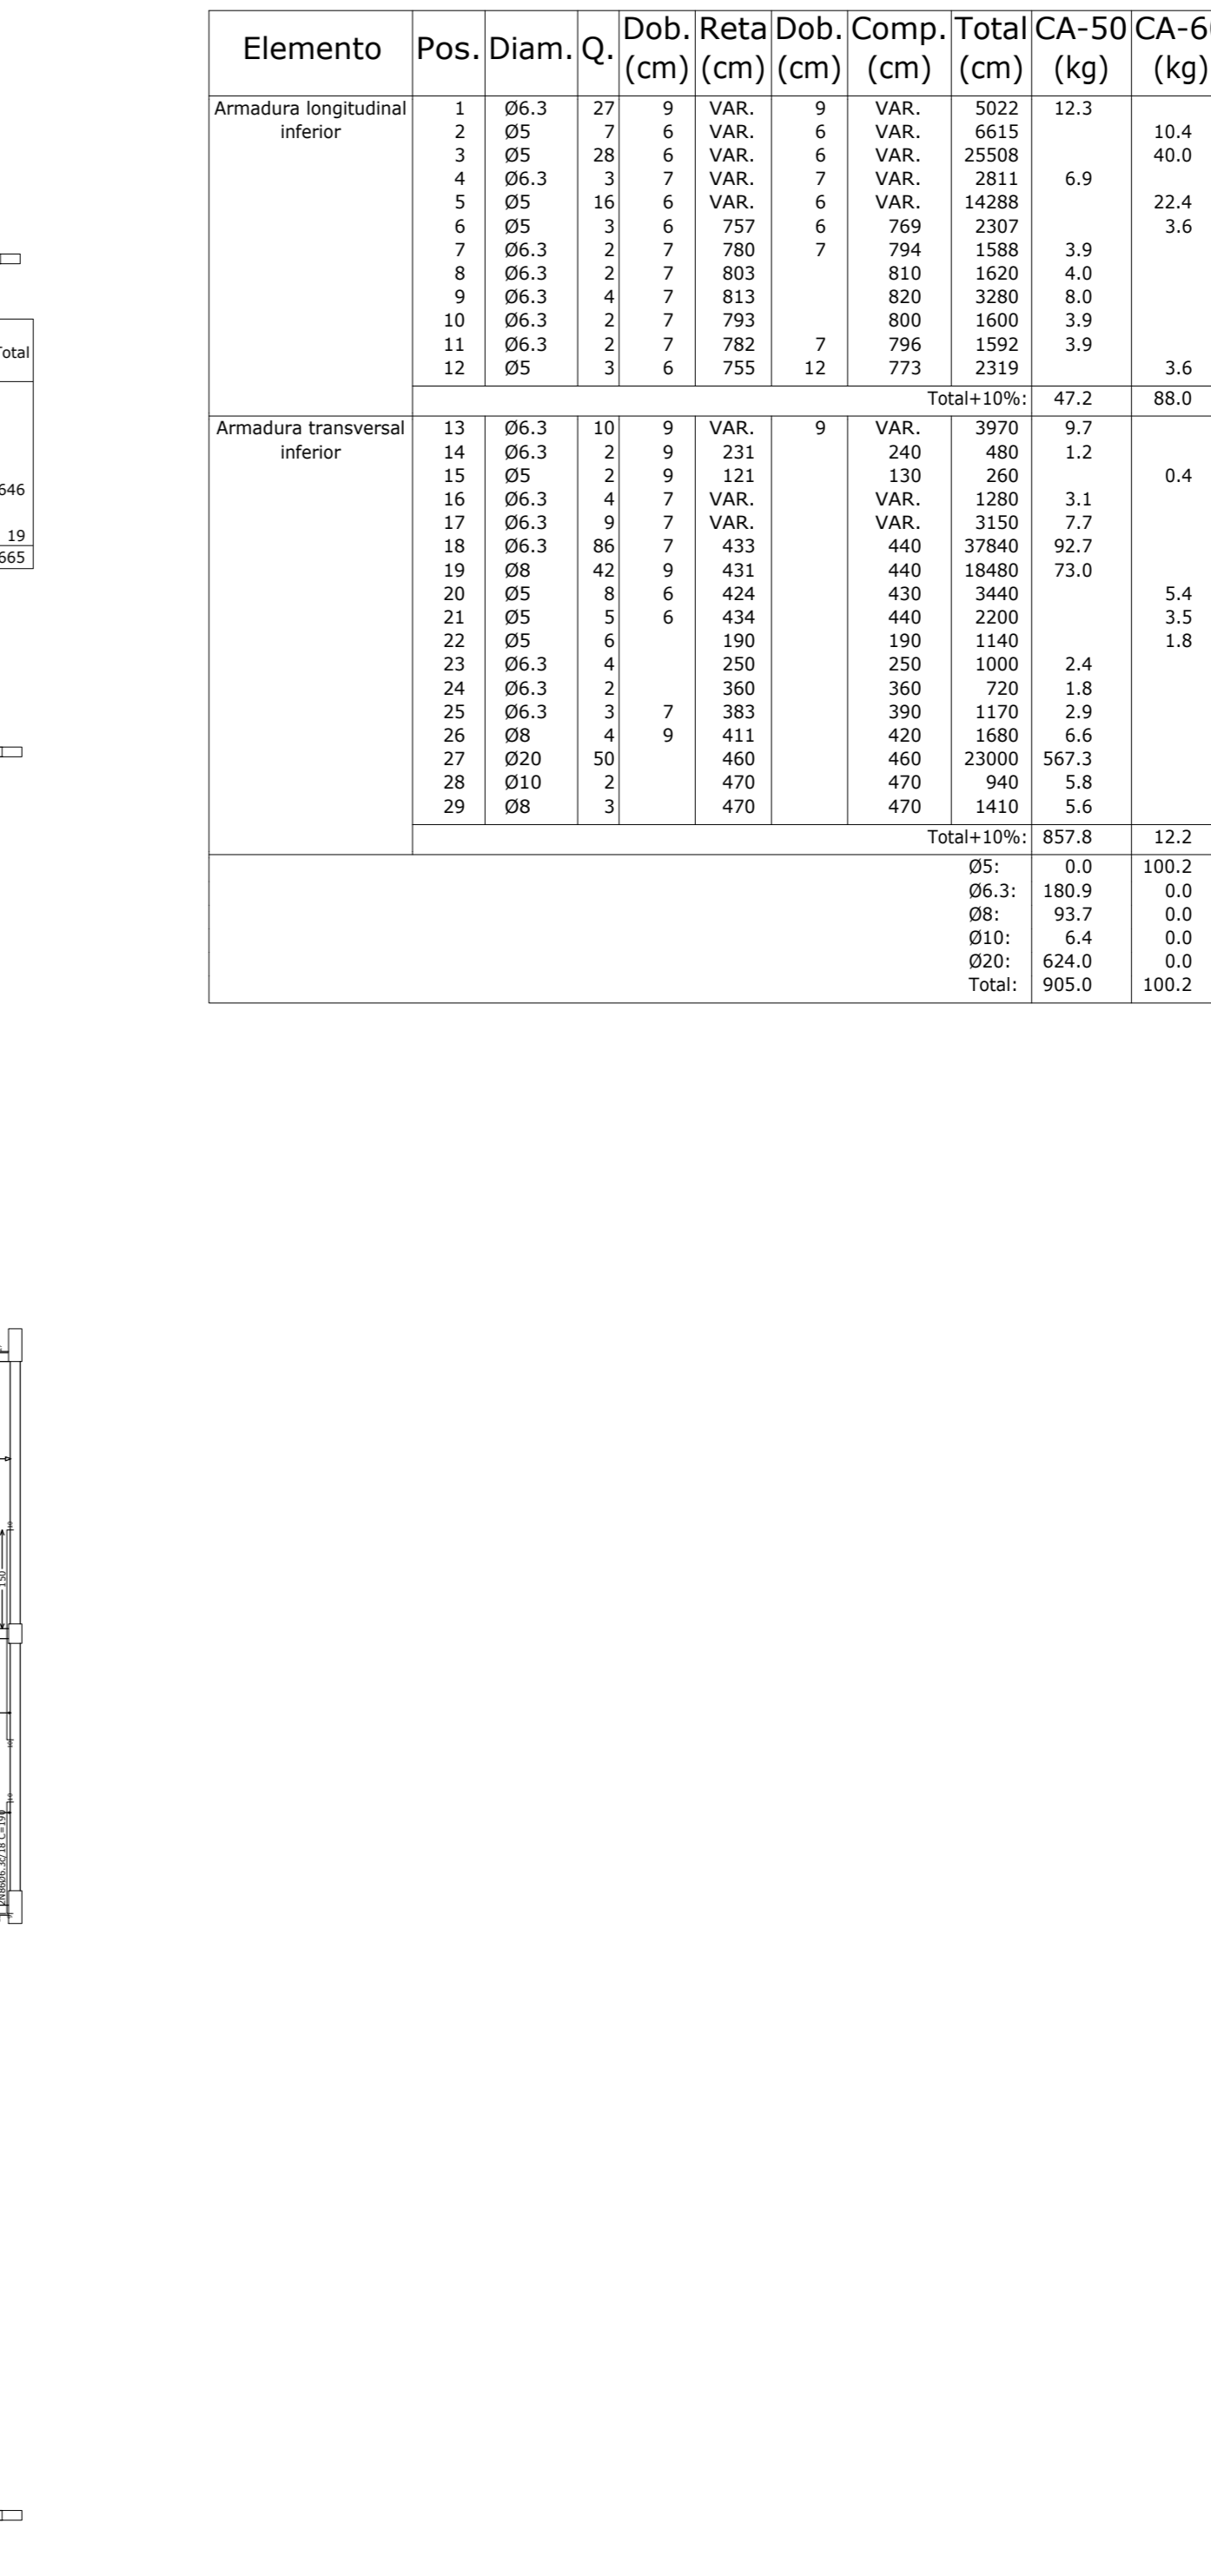 Elemento Pos. Diam. Q. Dob. (cm) Reta (cm) Dob. (cm) Comp. (cm) Total (cm) CA-50 (kg) (kg)
Armadura longitudinal 1 Ø6.3 27 9 VAR. 9 VAR. 5022 12.3
inferior 2 Ø5 7 6 VAR. 6 VAR. 6615 10.4
3 Ø5 28 6 VAR. 6 VAR. 25508 40.0
4 Ø6.3 3 7 VAR. 7 VAR. 2811 6.9
5 Ø5 16 6 VAR. 6 VAR. 14288 22.4
6 Ø5 3 6 757 6 769 2307 3.6
7 Ø6.3 2 7 780 7 794 1588 3.9
8 Ø6.3 2 7 803 810 1620 4.0
9 Ø6.3 4 7 813 820 3280 8.0
10 Ø6.3 2 7 793 800 1600 3.9
11 Ø6.3 2 7 782 7 796 1592 3.9
12 Ø5 3 6 755 12 773 2319 3.6
Total+10%: 47.2 88.0
Armadura transversal 13 Ø6.3 10 9 VAR. 9 VAR. 3970 9.7
inferior 14 Ø6.3 2 9 231 240 480 1.2
15 Ø5 2 9 121 130 260 0.4
16 Ø6.3 4 7 VAR. VAR. 1280 3.1
17 Ø6.3 9 7 VAR. VAR. 3150 7.7
18 Ø6.3 86 7 433 440 37840 92.7
19 Ø8 42 9 431 440 18480 73.0
20 Ø5 8 6 424 430 3440 5.4
21 Ø5 5 6 434 440 2200 3.5
22 Ø5 6 190 190 1140 1.8
23 Ø6.3 4 250 250 1000 2.4
24 Ø6.3 2 360 360 720 1.8
25 Ø6.3 3 7 383 390 1170 2.9
26 Ø8 4 9 411 420 1680 6.6
27 Ø20 50 460 460 23000 567.3
28 Ø10 2 470 470 940 5.8
29 Ø8 3 470 470 1410 5.6
Total+10%: 857.8 12.2
Ø5: 0.0 100.2
Ø6.3: 180.9 0.0
Ø8: 93.7 0.0
Ø10: 6.4 0.0
Ø20: 624.0 0.0
Total: 905.0 100.2
19
150